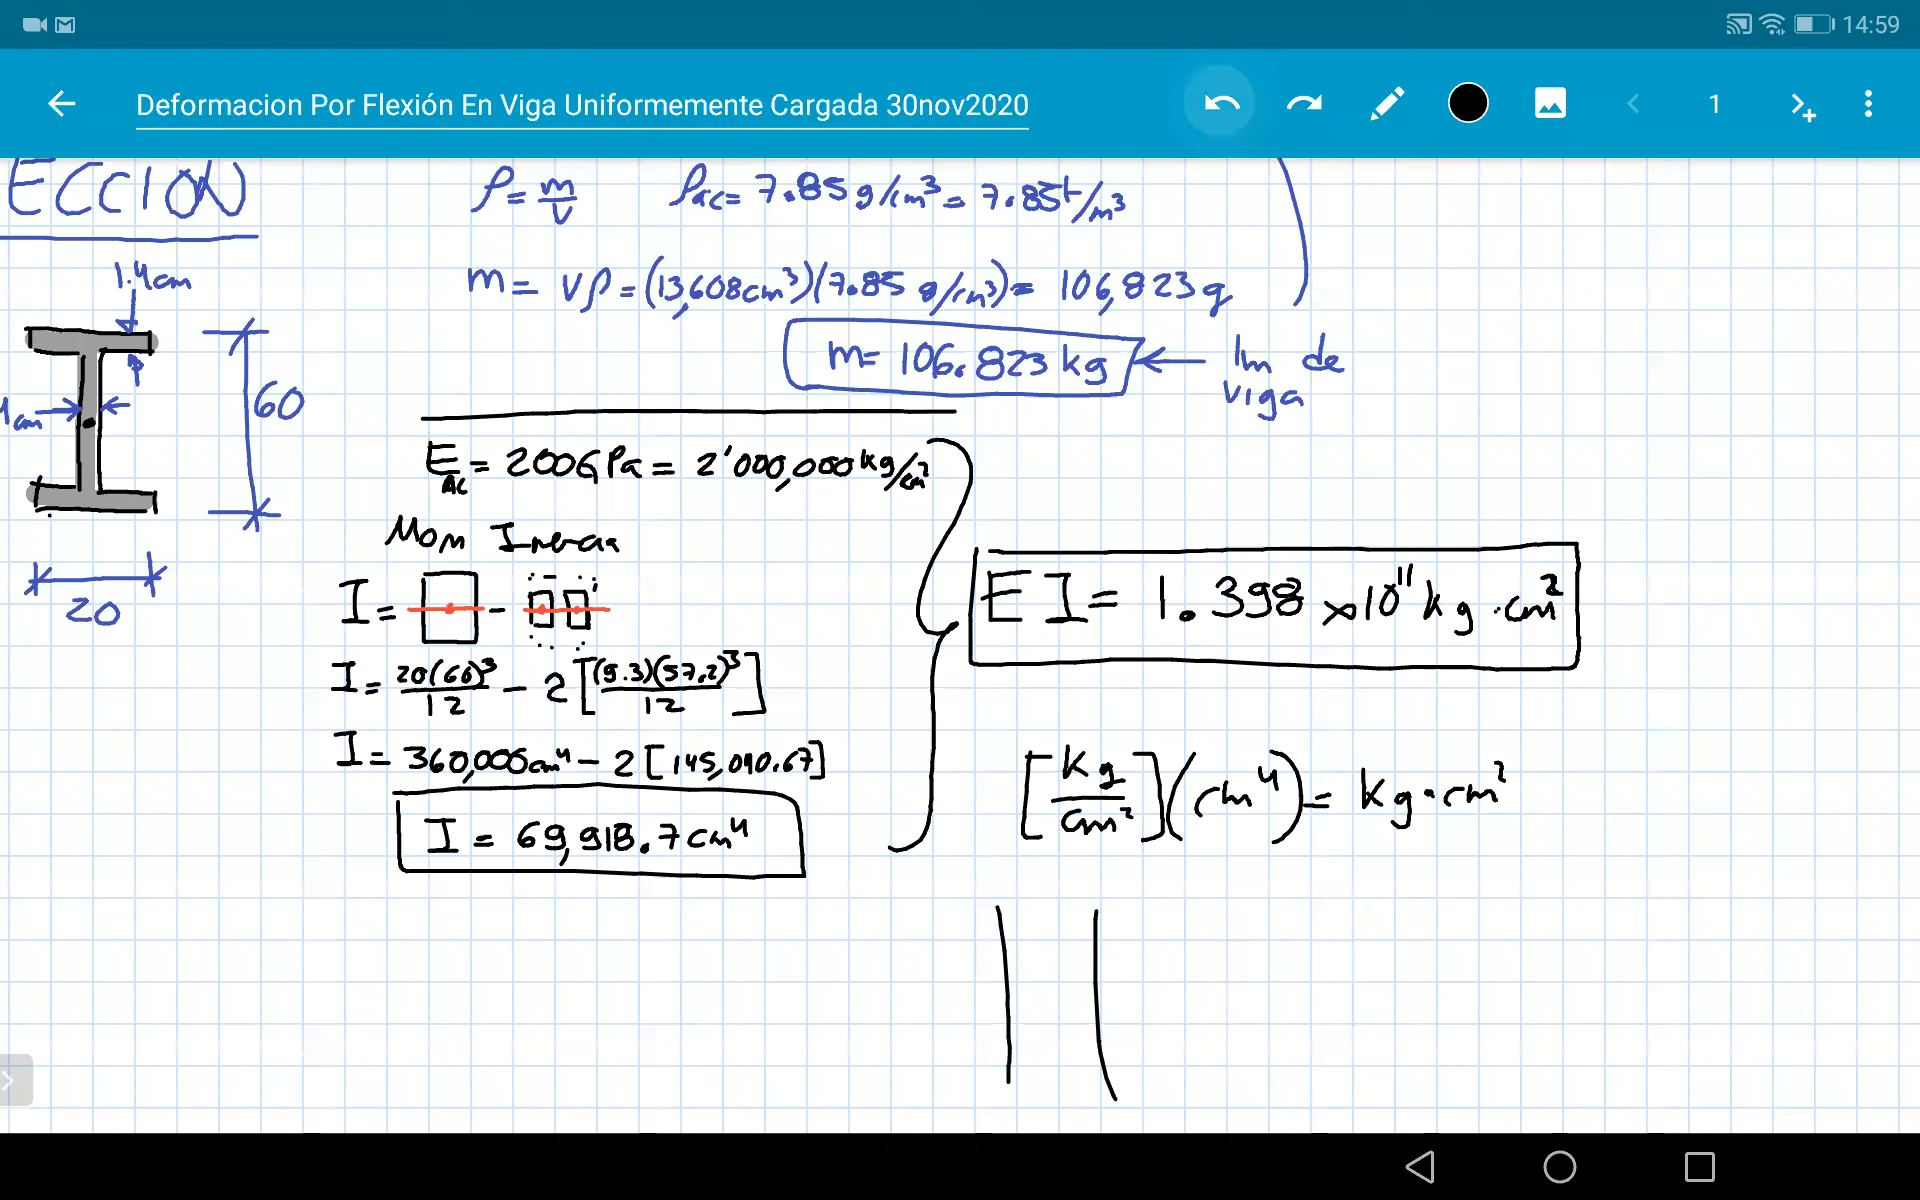 14:59
Deformacion Por Flexión En Viga Uniformemente Cargada 30nov2020
1
ECCION
ρ = m/v    ρac = 7.85 g/cm³ = 7.85 t/m³
1.4cm
m = vρ = (13,608cm³)(7.85 g/cm³) = 106,823 g
m = 106.823 kg ← 1m de viga
60
4cm
E AC = 200GPa = 2'000,000 kg/cm²
Mom Inercia
I = -
EI = 1.398 x10¹¹ kg·cm²
20
I = 20(60)³/12 - 2[(9.3)(57.2)³/12]
I = 360,000cm⁴ - 2[145,040.67]
[kg/cm²](cm⁴) = kg·cm²
I = 69,918.7 cm⁴